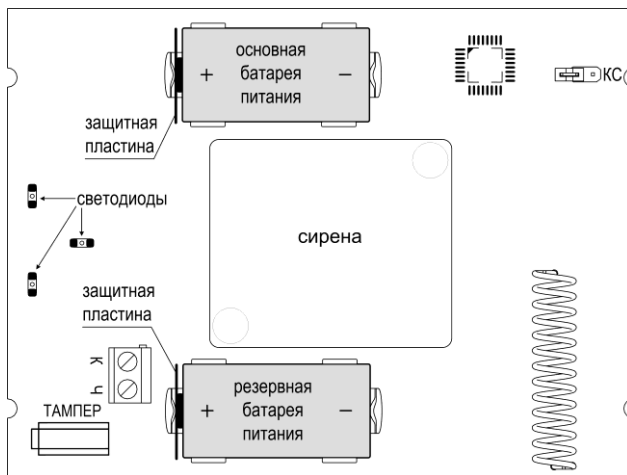 основная
+ батарея −
питания
КС
защитная
пластина
светодиоды
сирена
защитная
пластина
К
Ч
ТАМПЕР
резервная
+ батарея −
питания